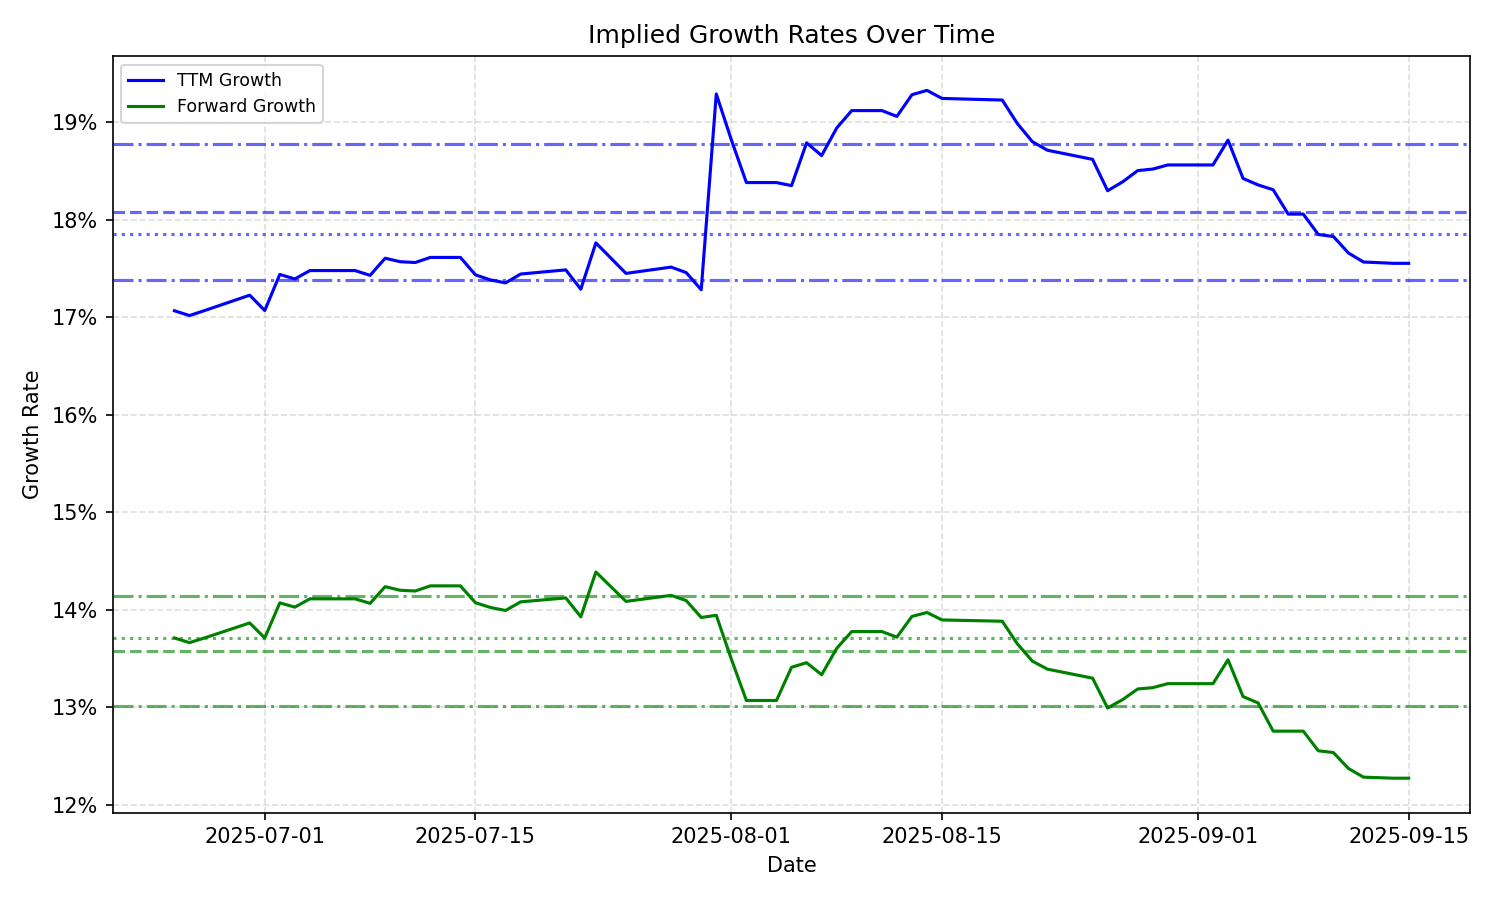 Implied Growth Rates Over Time
TTM Growth
Forward Growth
19%
18%
17%
16%
15%
14%
13%
12%
Growth Rate
2025-07-01
2025-07-15
2025-08-01
2025-08-15
2025-09-01
2025-09-15
Date